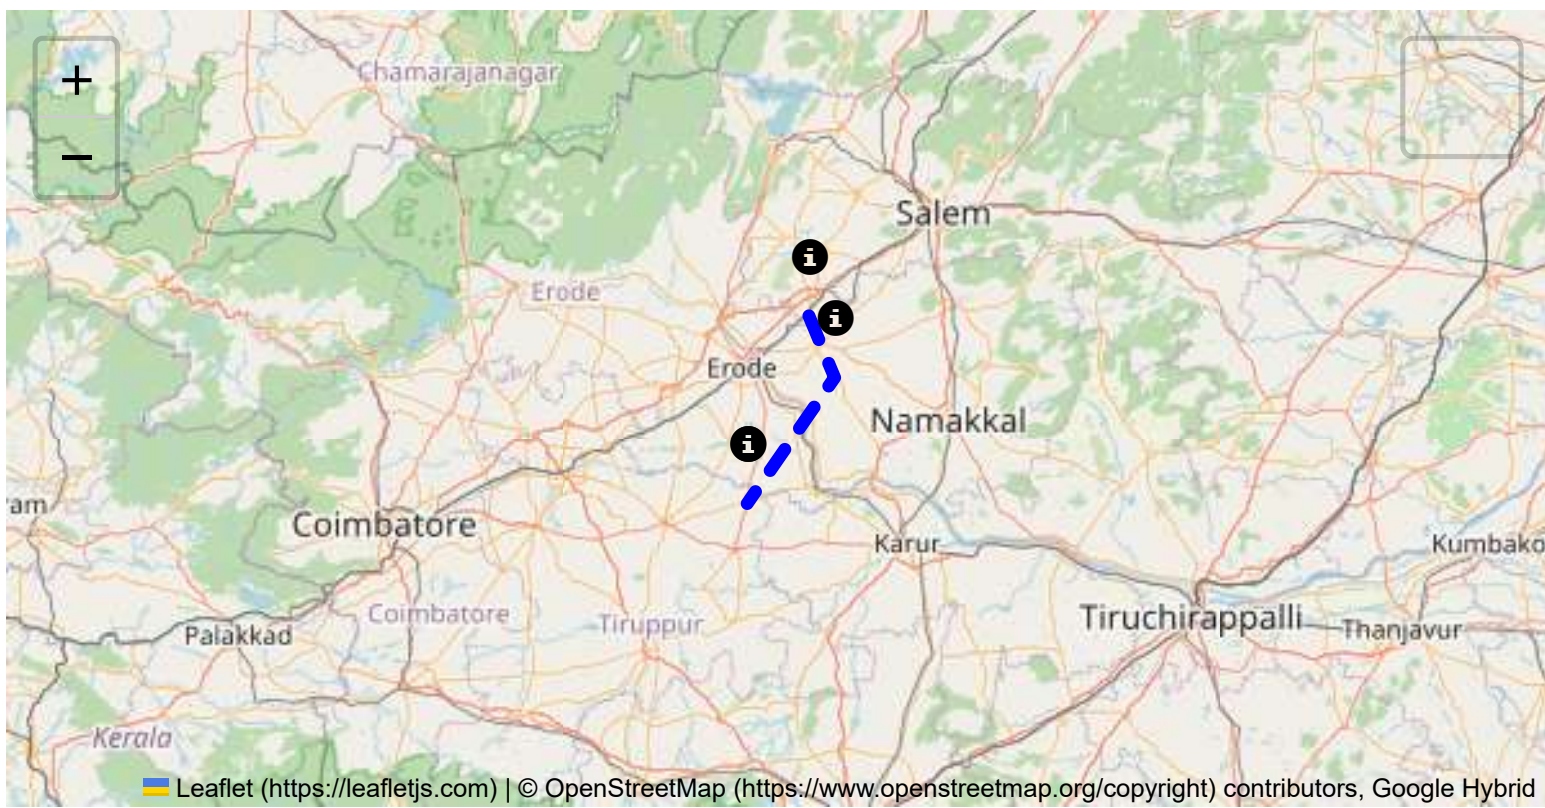 +
−
Chamarajanagar
Salem
i
Erode
i
Erode
Namakkal
i
ram
Coimbatore
Karur
Kumbako
Coimbatore
Tiruppur
Tiruchirappalli
Thanjavur
Palakkad
Kerala
Leaflet (https://leafletjs.com) | © OpenStreetMap (https://www.openstreetmap.org/copyright) contributors, Google Hybrid